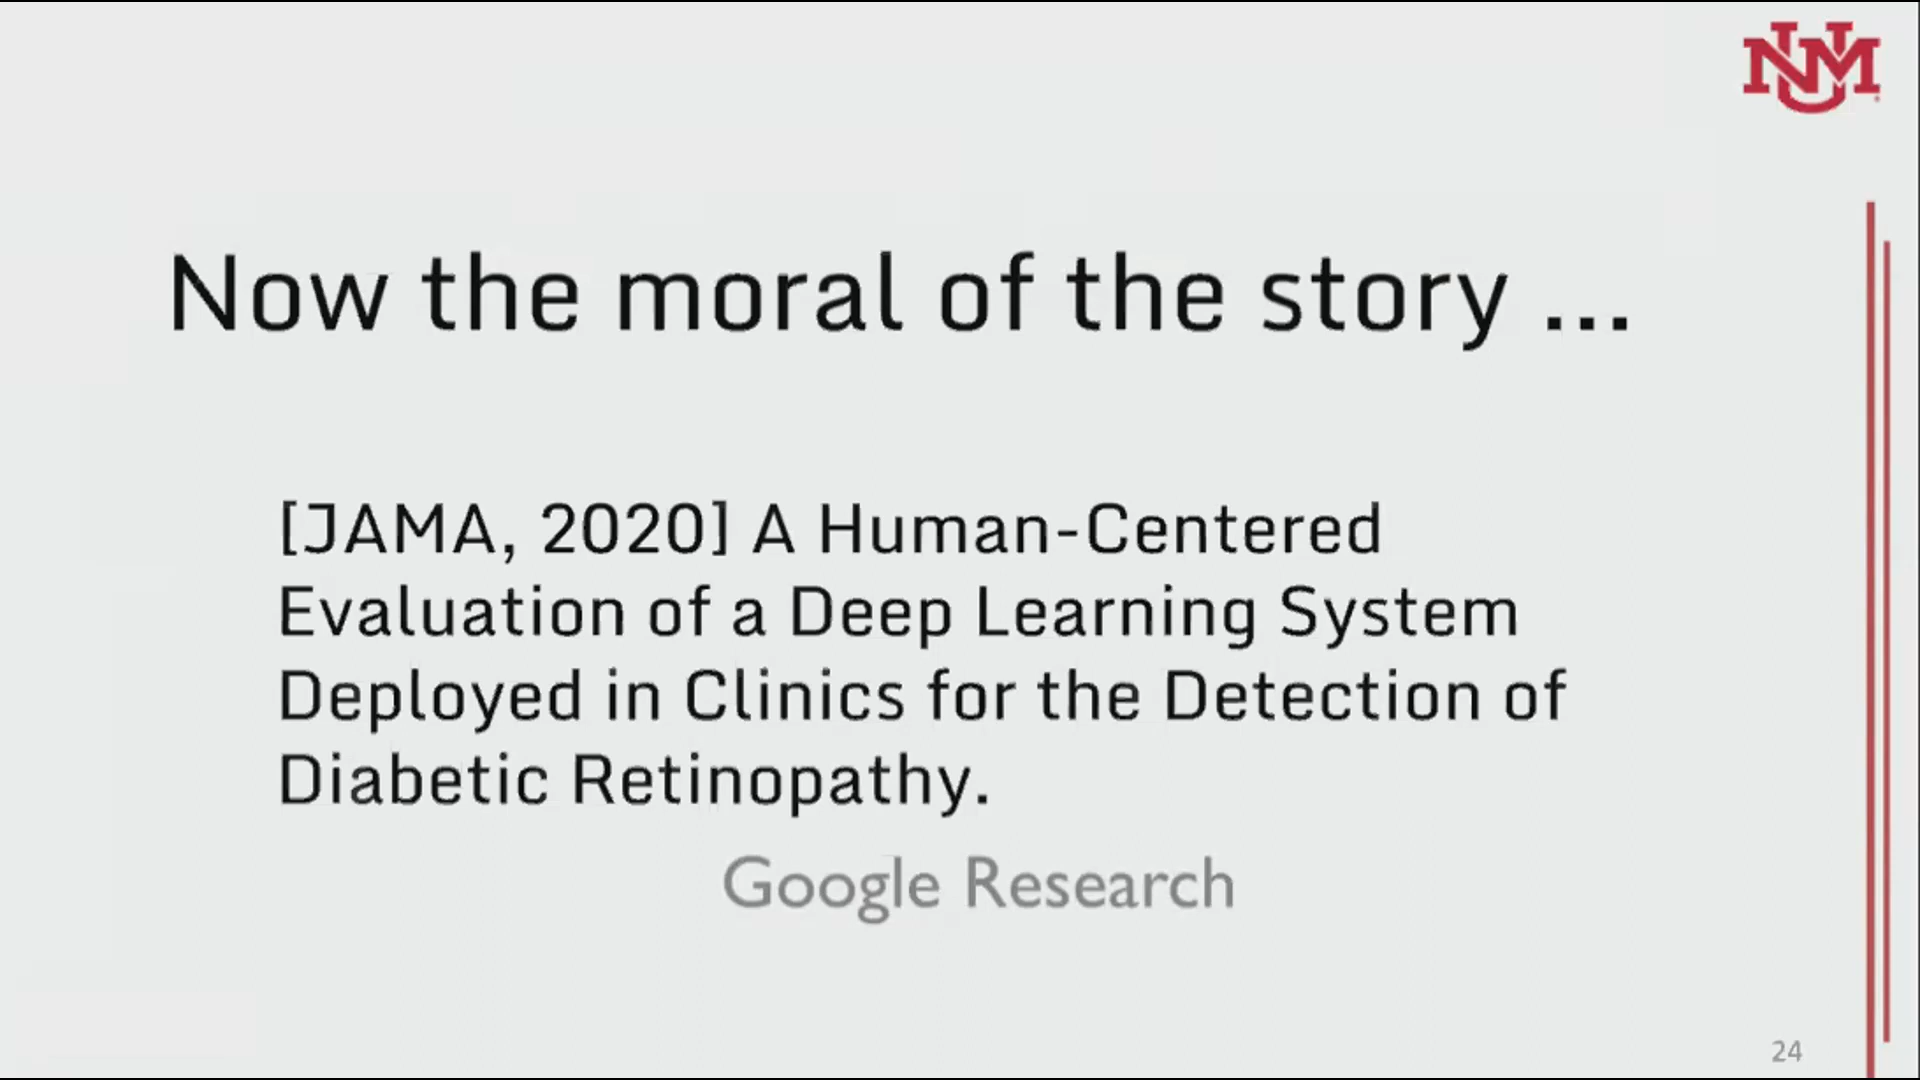 UNM
Now the moral of the story ...
[JAMA, 2020] A Human-Centered
Evaluation of a Deep Learning System
Deployed in Clinics for the Detection of
Diabetic Retinopathy.
Google Research
24